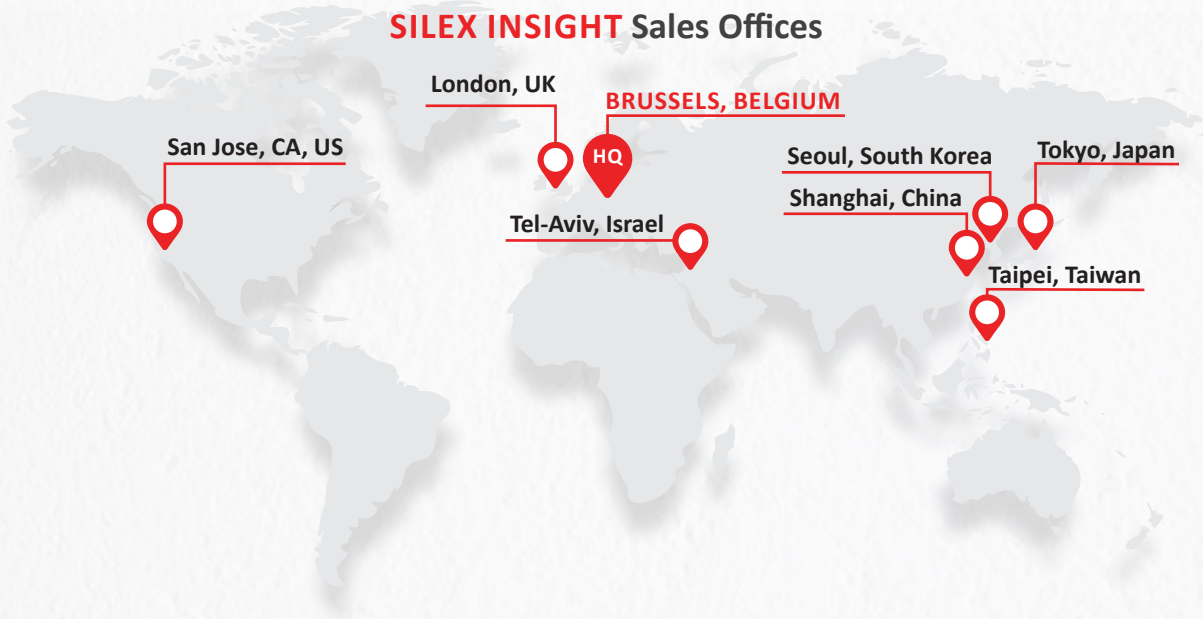 SILEX INSIGHT Sales Offices
London, UK
BRUSSELS, BELGIUM
San Jose, CA, US
HQ
Seoul, South Korea
Tokyo, Japan
Shanghai, China
Tel-Aviv, Israel
Taipei, Taiwan